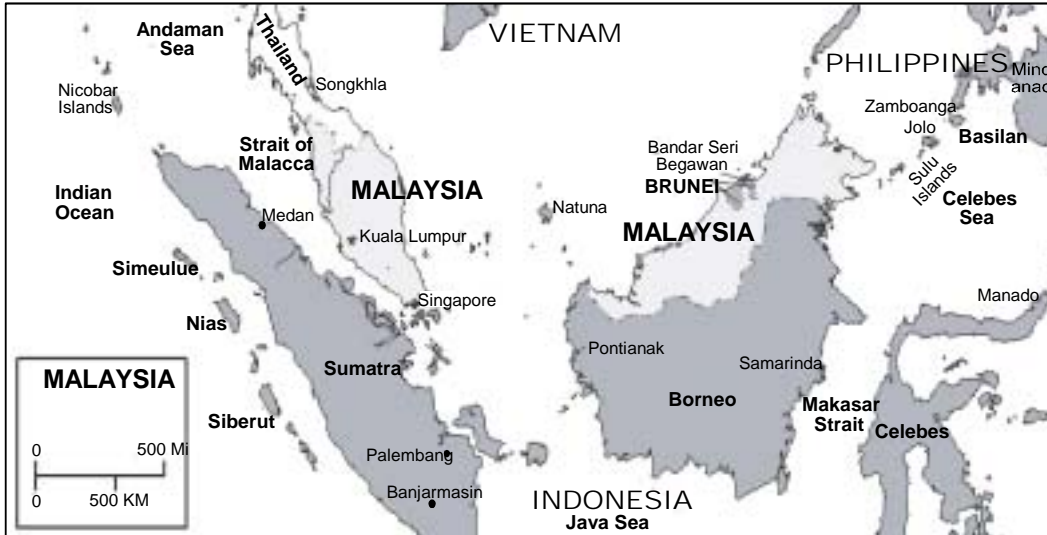 Andaman
Sea
Thailand
VIETNAM
PHILIPPINES
Mind
anao
Nicobar
Islands
Songkhla
Zamboanga
Jolo
Basilan
Strait of
Malacca
Bandar Seri
Begawan
BRUNEI
Sulu
Islands
Indian
Ocean
MALAYSIA
Celebes
Sea
Medan
Natuna
MALAYSIA
Kuala Lumpur
Simeulue
Singapore
Manado
Nias
Pontianak
Samarinda
Sumatra
MALAYSIA
Borneo
Makasar
Strait
Siberut
Celebes
0 500 Mi
0 500 KM
Palembang
Banjarmasin
INDONESIA
Java Sea